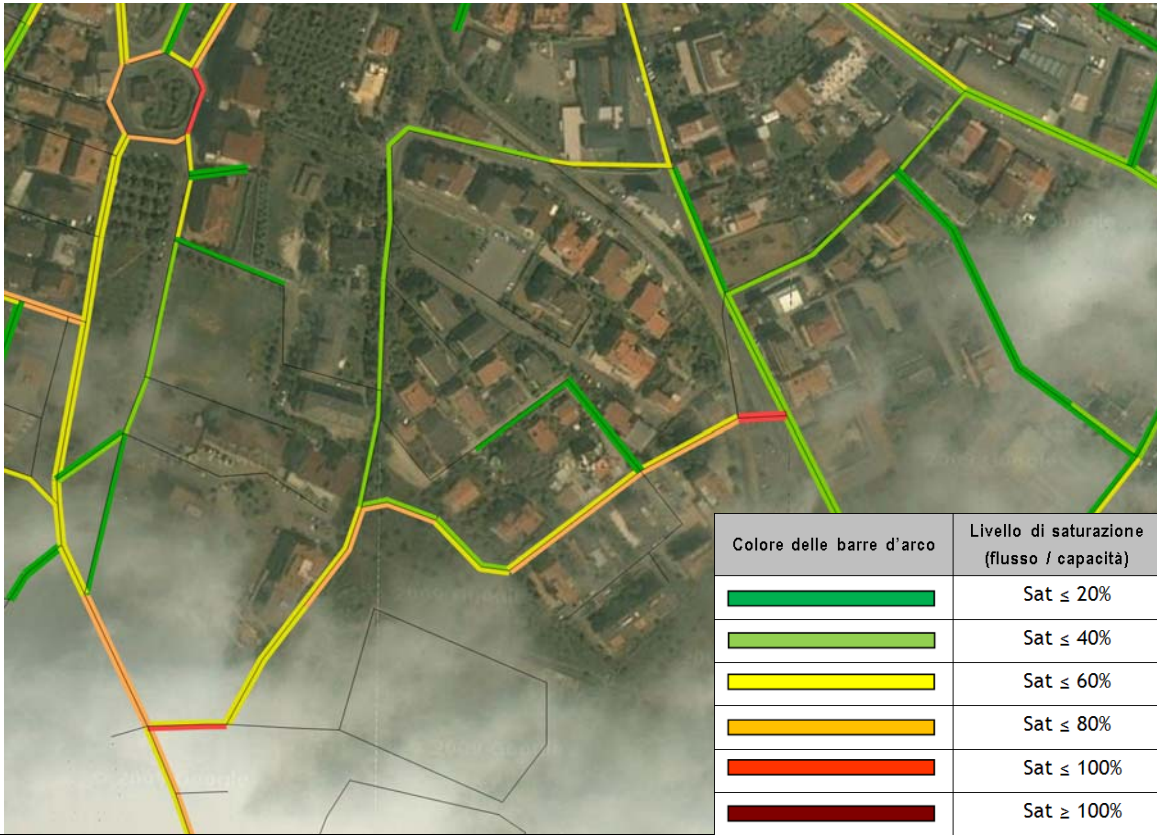 Colore delle barre d'arco
Livello di saturazione
(flusso / capacità)
Sat ≤ 20%
Sat ≤ 40%
Sat ≤ 60%
Sat ≤ 80%
Sat ≤ 100%
Sat ≥ 100%